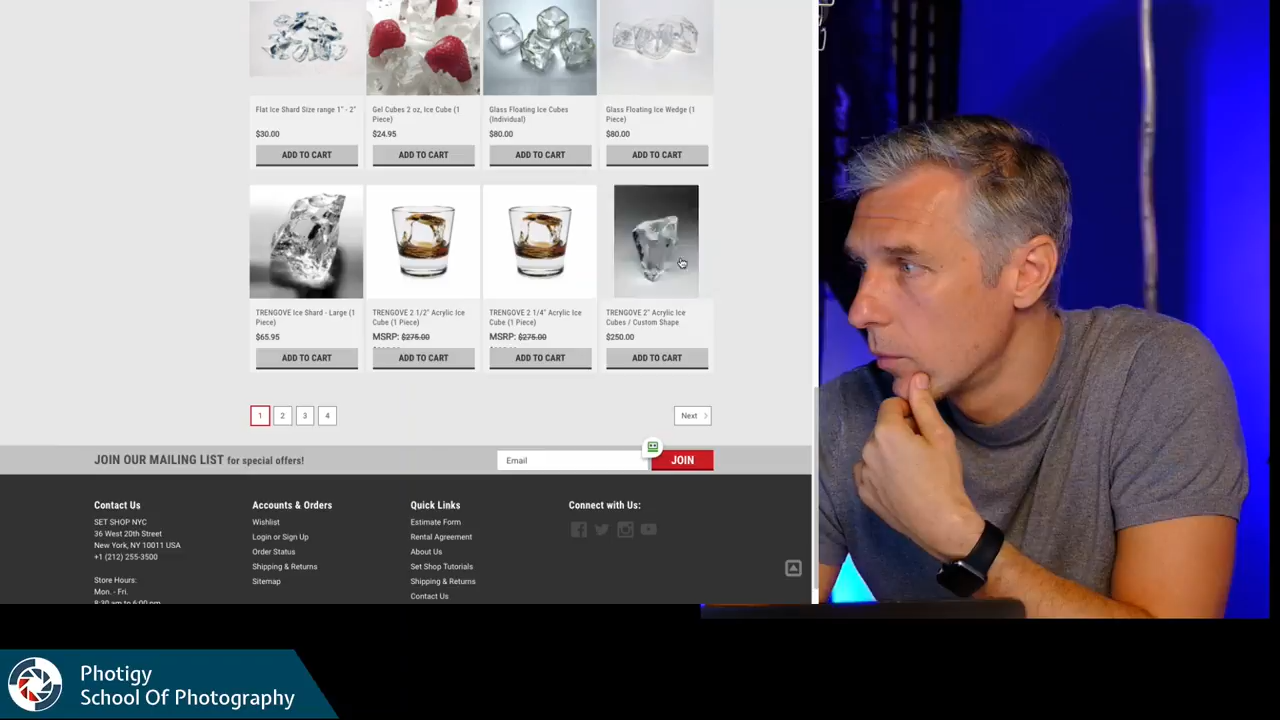 Flat Ice Shard Size range 1" - 2"
$30.00
ADD TO CART
Gel Cubes 2 oz, Ice Cube (1
Piece)
$24.95
ADD TO CART
Glass Floating Ice Cubes
(Individual)
$80.00
ADD TO CART
Glass Floating Ice Wedge (1
Piece)
$80.00
ADD TO CART
TRENGOVE Ice Shard - Large (1
Piece)
$65.95
ADD TO CART
TRENGOVE 2 1/2" Acrylic Ice
Cube (1 Piece)
MSRP: $275.00
ADD TO CART
TRENGOVE 2 1/4" Acrylic Ice
Cube (1 Piece)
MSRP: $275.00
ADD TO CART
TRENGOVE 2" Acrylic Ice
Cubes / Custom Shape
$250.00
ADD TO CART
1 2 3 4
Next
JOIN OUR MAILING LIST for special offers!
Email
JOIN
Contact Us
SET SHOP NYC
36 West 20th Street
New York, NY 10011 USA
+1 (212) 255-3500
Store Hours:
Mon. - Fri.
8:30 am to 6:00 pm
Accounts & Orders
Wishlist
Login or Sign Up
Order Status
Shipping & Returns
Sitemap
Quick Links
Estimate Form
Rental Agreement
About Us
Set Shop Tutorials
Shipping & Returns
Contact Us
Connect with Us:
Photigy
School Of Photography